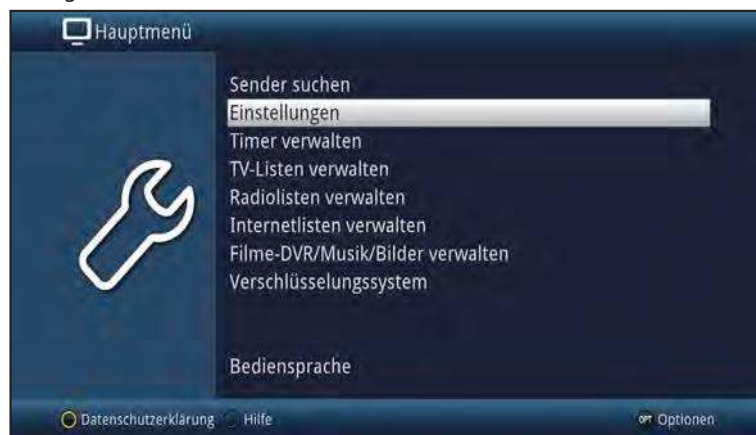 Hauptmenü
Sender suchen
Einstellungen
Timer verwalten
TV-Listen verwalten
Radiolisten verwalten
Internetlisten verwalten
Filme-DVR/Musik/Bilder verwalten
Verschlüsselungssystem
Bediensprache
Datenschutzerklärung Hilfe OPT Optionen